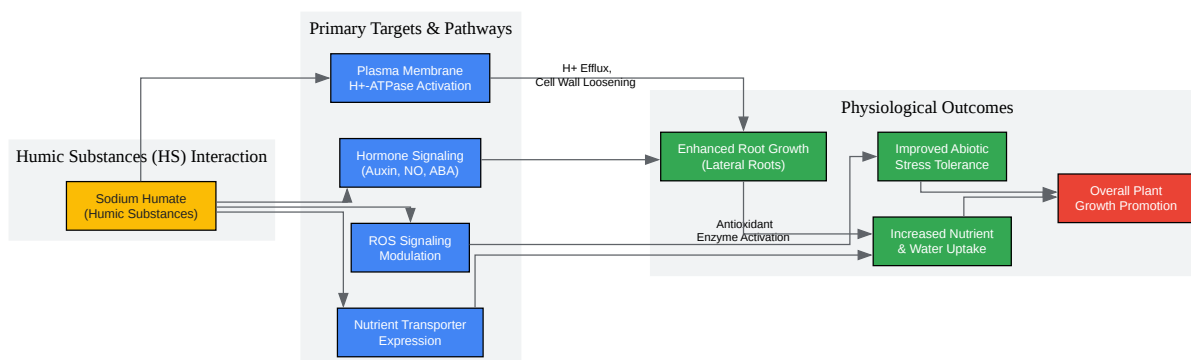 Primary Targets & Pathways
Plasma Membrane
H+-ATPase Activation
H+ Efflux,
Cell Wall Loosening
Physiological Outcomes
Humic Substances (HS) Interaction
Hormone Signaling
(Auxin, NO, ABA)
Enhanced Root Growth
(Lateral Roots)
Improved Abiotic
Stress Tolerance
Sodium Humate
(Humic Substances)
Overall Plant
Growth Promotion
ROS Signaling
Modulation
Antioxidant
Enzyme Activation
Increased Nutrient
& Water Uptake
Nutrient Transporter
Expression